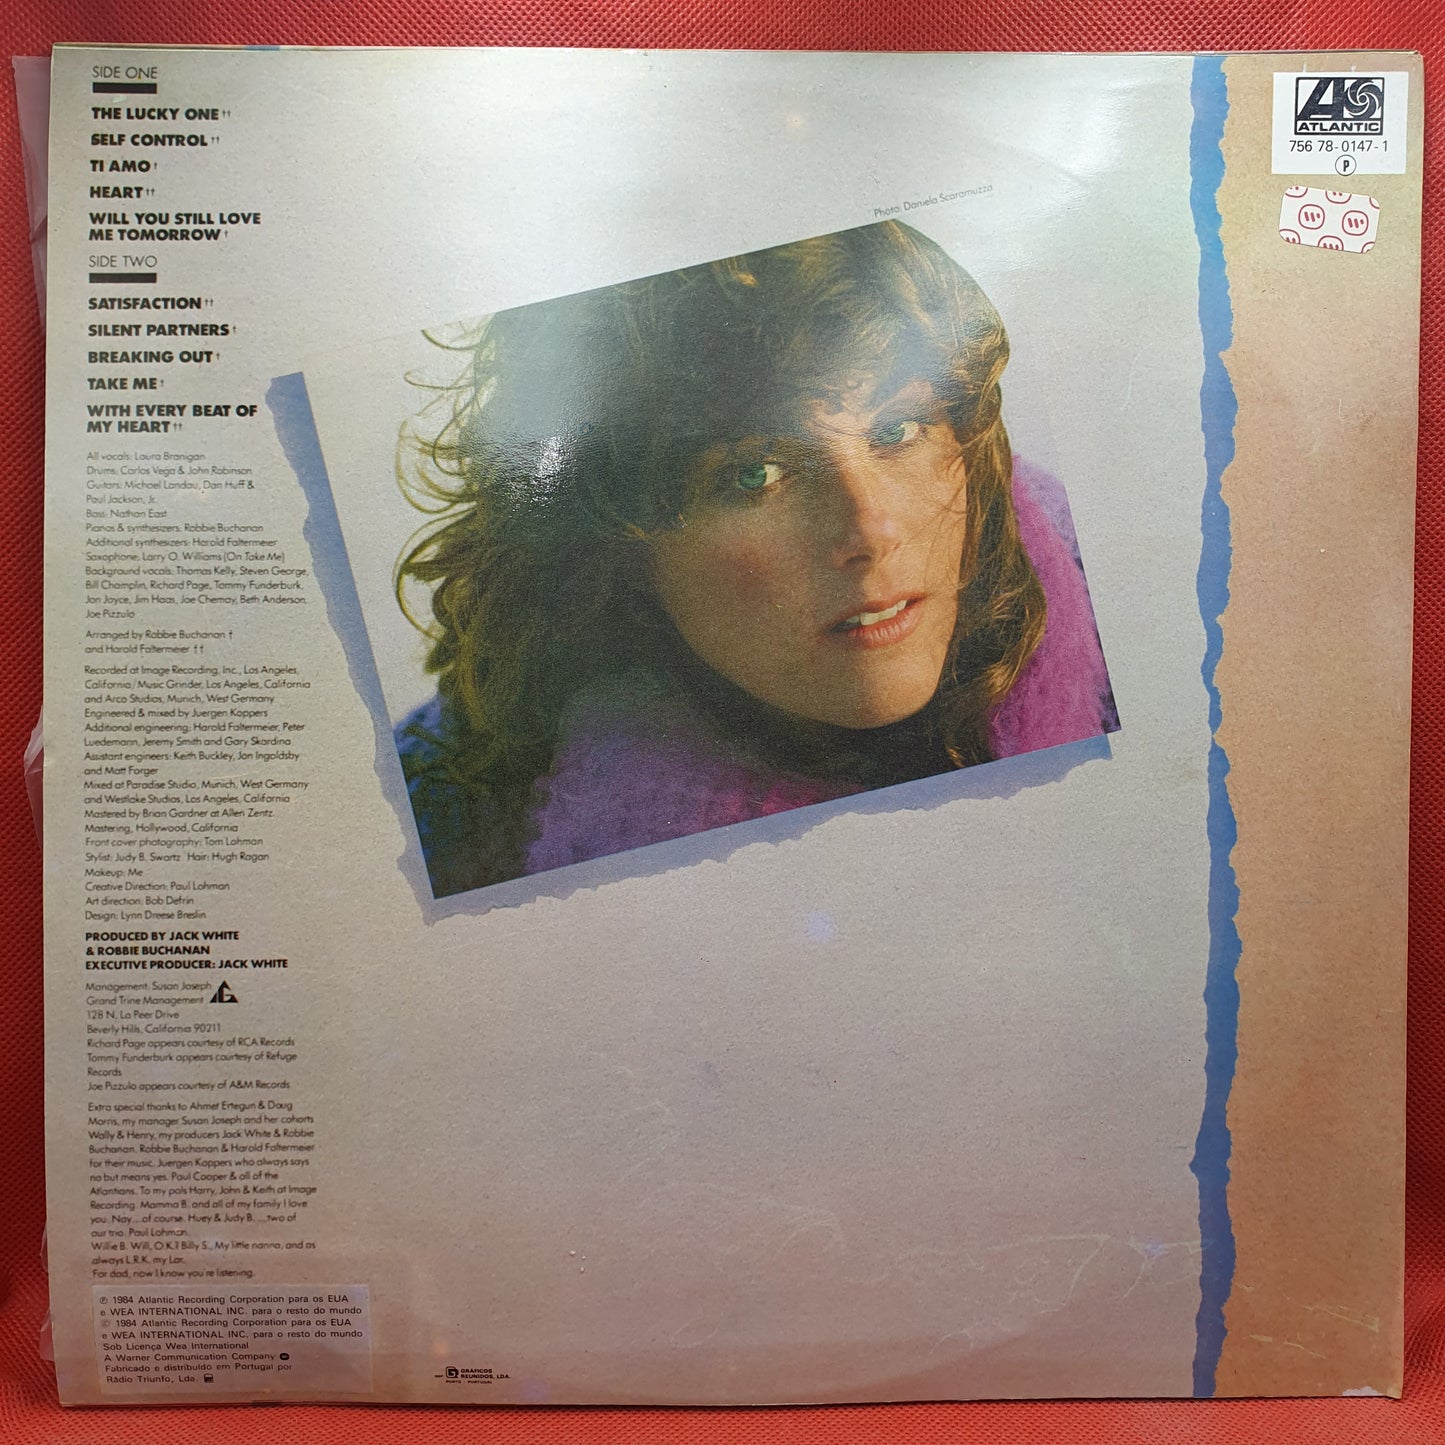 SIDE ONE
THE LUCKY ONE ††
SELF CONTROL ††
TI AMO †
HEART ††
WILL YOU STILL LOVE
ME TOMORROW †
SIDE TWO
SATISFACTION ††
SILENT PARTNERS †
BREAKING OUT †
TAKE ME †
WITH EVERY BEAT OF
MY HEART ††
All vocals: Laura Branigan
Drums: Carlos Vega & John Robinson
Guitars: Michael Landau, Dan Huff &
Paul Jackson, Jr.
Bass: Nathan East
Pianos & synthesizers: Robbie Buchanan
Additional synthesizers: Harold Faltermeier
Saxophone: Larry O. Williams (On Take Me)
Background vocals: Thomas Kelly, Steven George,
Bill Champlin, Richard Page, Tommy Funderburk,
Jon Joyce, Jim Haas, Joe Chemay, Beth Anderson,
Joe Pizzulo
Arranged by Robbie Buchanan †
and Harold Faltermeier ††
Recorded at Image Recording, Inc., Los Angeles,
California/Music Grinder, Los Angeles, California
and Arco Studios, Munich, West Germany
Engineered & mixed by Juergen Koppers
Additional engineering: Harold Faltermeier, Peter
Luedemann, Jeremy Smith and Gary Skardina
Assistant engineers: Keith Buckley, Jon Ingoldsby
and Matt Forger
Mixed at Paradise Studio, Munich, West Germany
and Westlake Studios, Los Angeles, California
Mastered by Brian Gardner at Allen Zentz
Mastering, Hollywood, California
Front cover photography: Tom Lohman
Stylist: Judy B. Swartz Hair: Hugh Ragan
Makeup: Me
Creative Direction: Paul Lohman
Art direction: Bob Defrin
Design: Lynn Dreese Breslin
PRODUCED BY JACK WHITE
& ROBBIE BUCHANAN
EXECUTIVE PRODUCER: JACK WHITE
Management: Susan Joseph
Grand Trine Management
128 N. La Peer Drive
Beverly Hills, California 90211
Richard Page appears courtesy of RCA Records
Tommy Funderburk appears courtesy of Refuge
Records
Joe Pizzulo appears courtesy of A&M Records
Extra special thanks to Ahmet Ertegun & Doug
Morris, my manager Susan Joseph and her cohorts
Wally & Henry, my producers Jack White & Robbie
Buchanan. Robbie Buchanan & Harold Faltermeier
for their music. Juergen Koppers who always says
no but means yes. Paul Cooper & all of the
Atlantians. To my pals Harry, John & Keith at Image
Recording. Mamma B. and all of my family I love
you. Nay...of course. Huey & Judy B. ...two of
our trio. Paul Lohman.
Willie B. Will, O.K.? Billy S., My little nanna, and as
always L.R.K. my Lar.
For dad, now I know you're listening.
℗ 1984 Atlantic Recording Corporation para os EUA
e WEA INTERNATIONAL INC. para o resto do mundo
© 1984 Atlantic Recording Corporation para os EUA
e WEA INTERNATIONAL INC. para o resto do mundo
Sob Licença Wea International
A Warner Communication Company
Fabricado e distribuído em Portugal por
Rádio Triunfo, Lda.
Photo: Daniela Scaramuzza
ATLANTIC
756 78-0147-1
P
GRÁFICOS
REUNIDOS, LDA.
PORTO - PORTUGAL